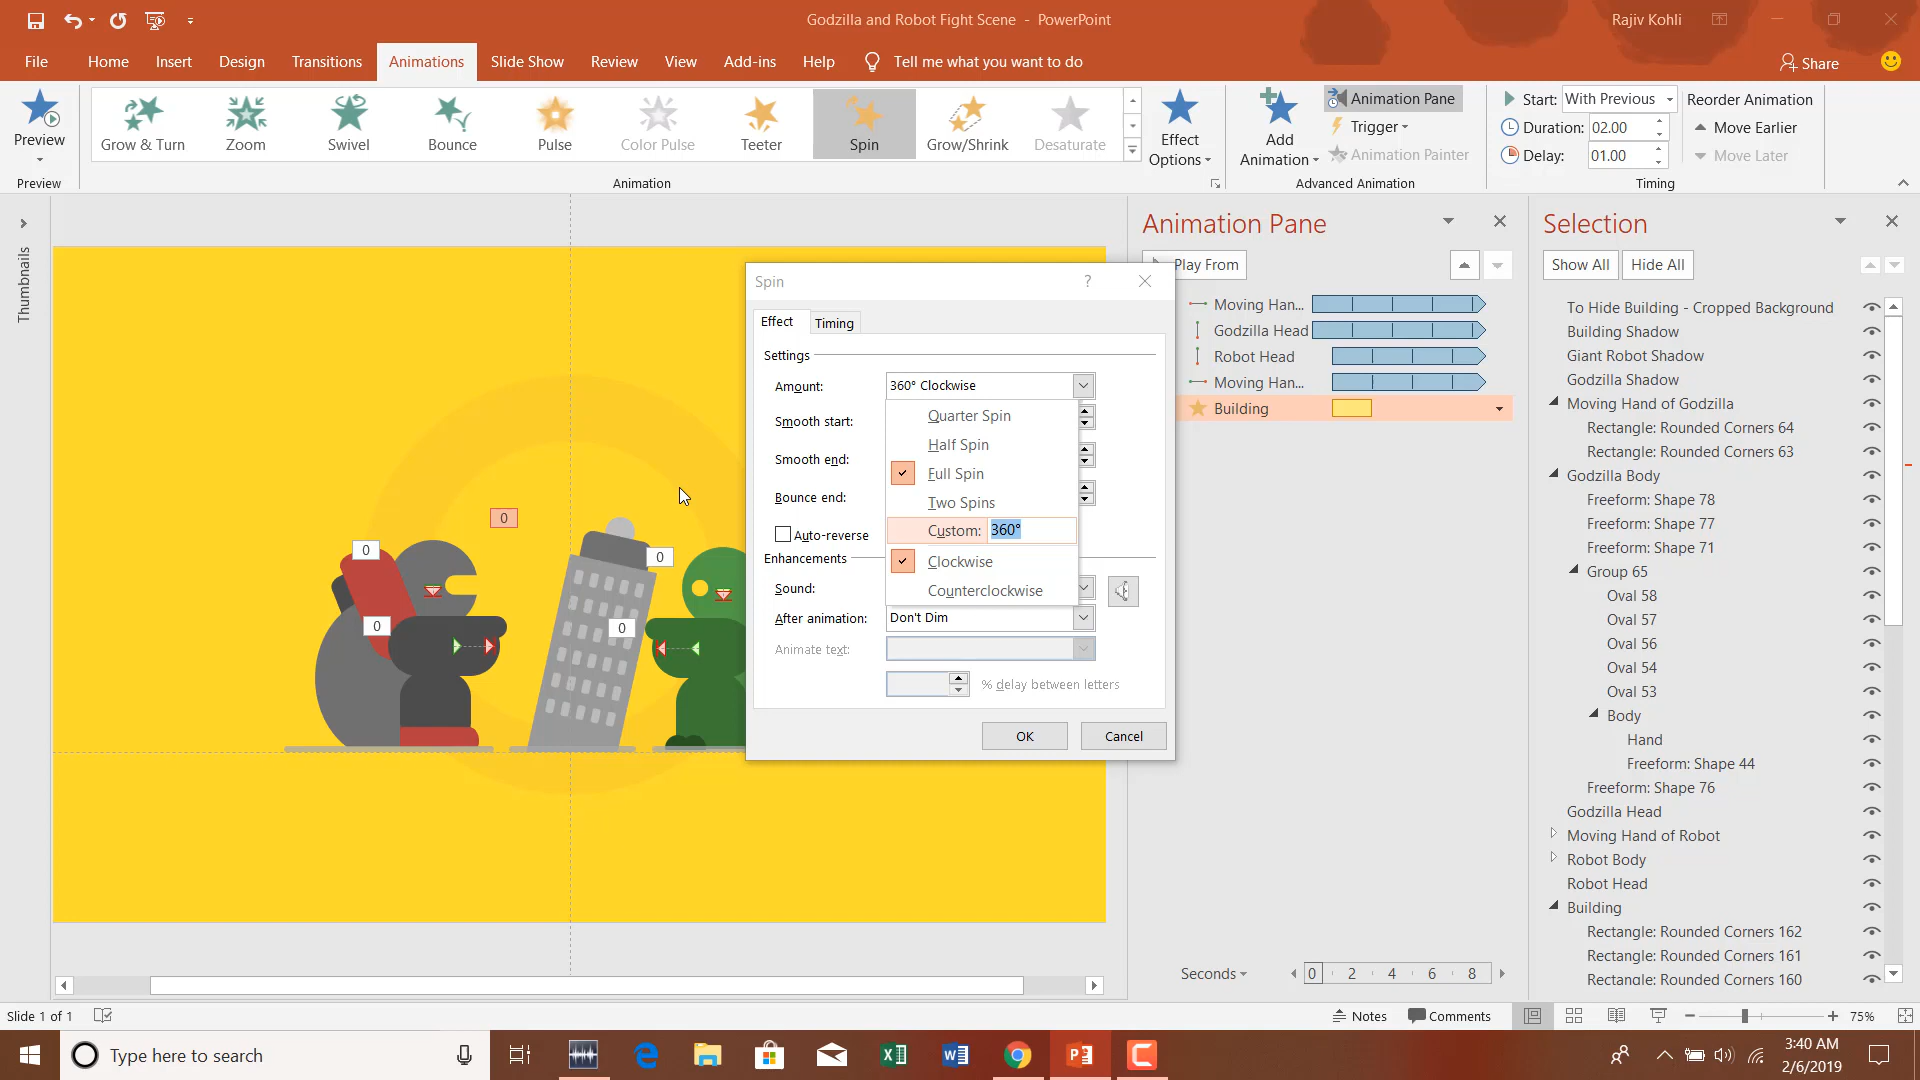 Godzilla and Robot Fight Scene - PowerPoint
Rajiv Kohli
File Home Insert Design Transitions Animations Slide Show Review View Add-ins Help Tell me what you want to do Share
Preview
Preview
Grow & Turn Zoom Swivel Bounce Pulse Color Pulse Teeter Spin Grow/Shrink Desaturate
Animation
Effect
Options
Add
Animation
Animation Pane
Trigger
Animation Painter
Advanced Animation
Start: With Previous
Duration: 02.00
Delay: 01.00
Reorder Animation
Move Earlier
Move Later
Timing
Thumbnails
0
0
0
0
0
Spin
?
Effect
Timing
Settings
Amount: 360° Clockwise
Smooth start:
Smooth end:
Bounce end:
Auto-reverse
Quarter Spin
Half Spin
Full Spin
Two Spins
Custom: 360°
Clockwise
Counterclockwise
Enhancements
Sound:
After animation: Don't Dim
Animate text:
% delay between letters
OK
Cancel
Animation Pane
Play From
Moving Han...
Godzilla Head
Robot Head
Moving Han...
Building
Seconds 0 2 4 6 8
Selection
Show All Hide All
To Hide Building - Cropped Background
Building Shadow
Giant Robot Shadow
Godzilla Shadow
Moving Hand of Godzilla
Rectangle: Rounded Corners 64
Rectangle: Rounded Corners 63
Godzilla Body
Freeform: Shape 78
Freeform: Shape 77
Freeform: Shape 71
Group 65
Oval 58
Oval 57
Oval 56
Oval 54
Oval 53
Body
Hand
Freeform: Shape 44
Freeform: Shape 76
Godzilla Head
Moving Hand of Robot
Robot Body
Robot Head
Building
Rectangle: Rounded Corners 162
Rectangle: Rounded Corners 161
Rectangle: Rounded Corners 160
Slide 1 of 1
Notes Comments 75%
Type here to search
3:40 AM
2/6/2019